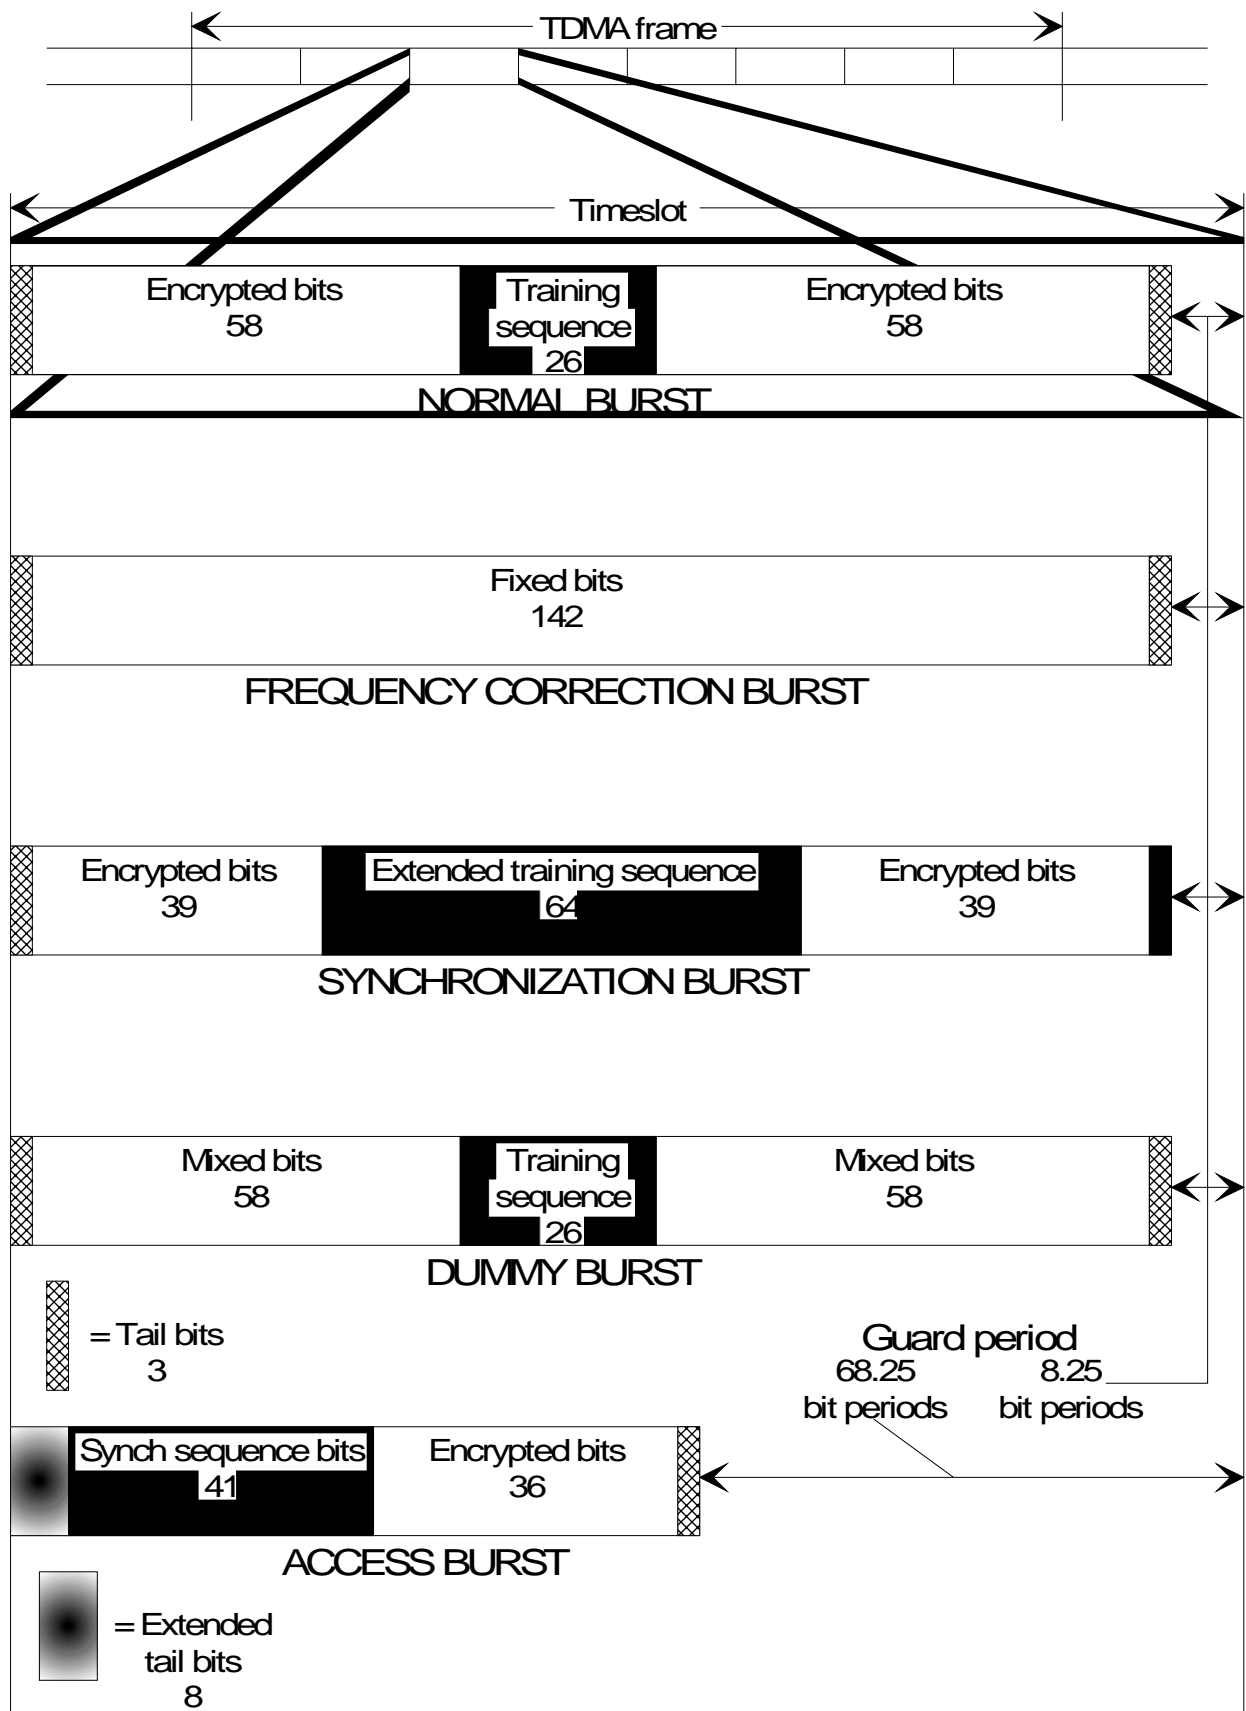 TDMA frame
Timeslot
Encrypted bits
58
Training
sequence
26
Encrypted bits
58
NORMAL BURST
Fixed bits
142
FREQUENCY CORRECTION BURST
Encrypted bits
39
Extended training sequence
64
Encrypted bits
39
SYNCHRONIZATION BURST
Mixed bits
58
Training
sequence
26
Mixed bits
58
DUMMY BURST
= Tail bits
3
Guard period
68.25
bit periods
8.25
bit periods
Synch sequence bits
41
Encrypted bits
36
ACCESS BURST
= Extended
tail bits
8